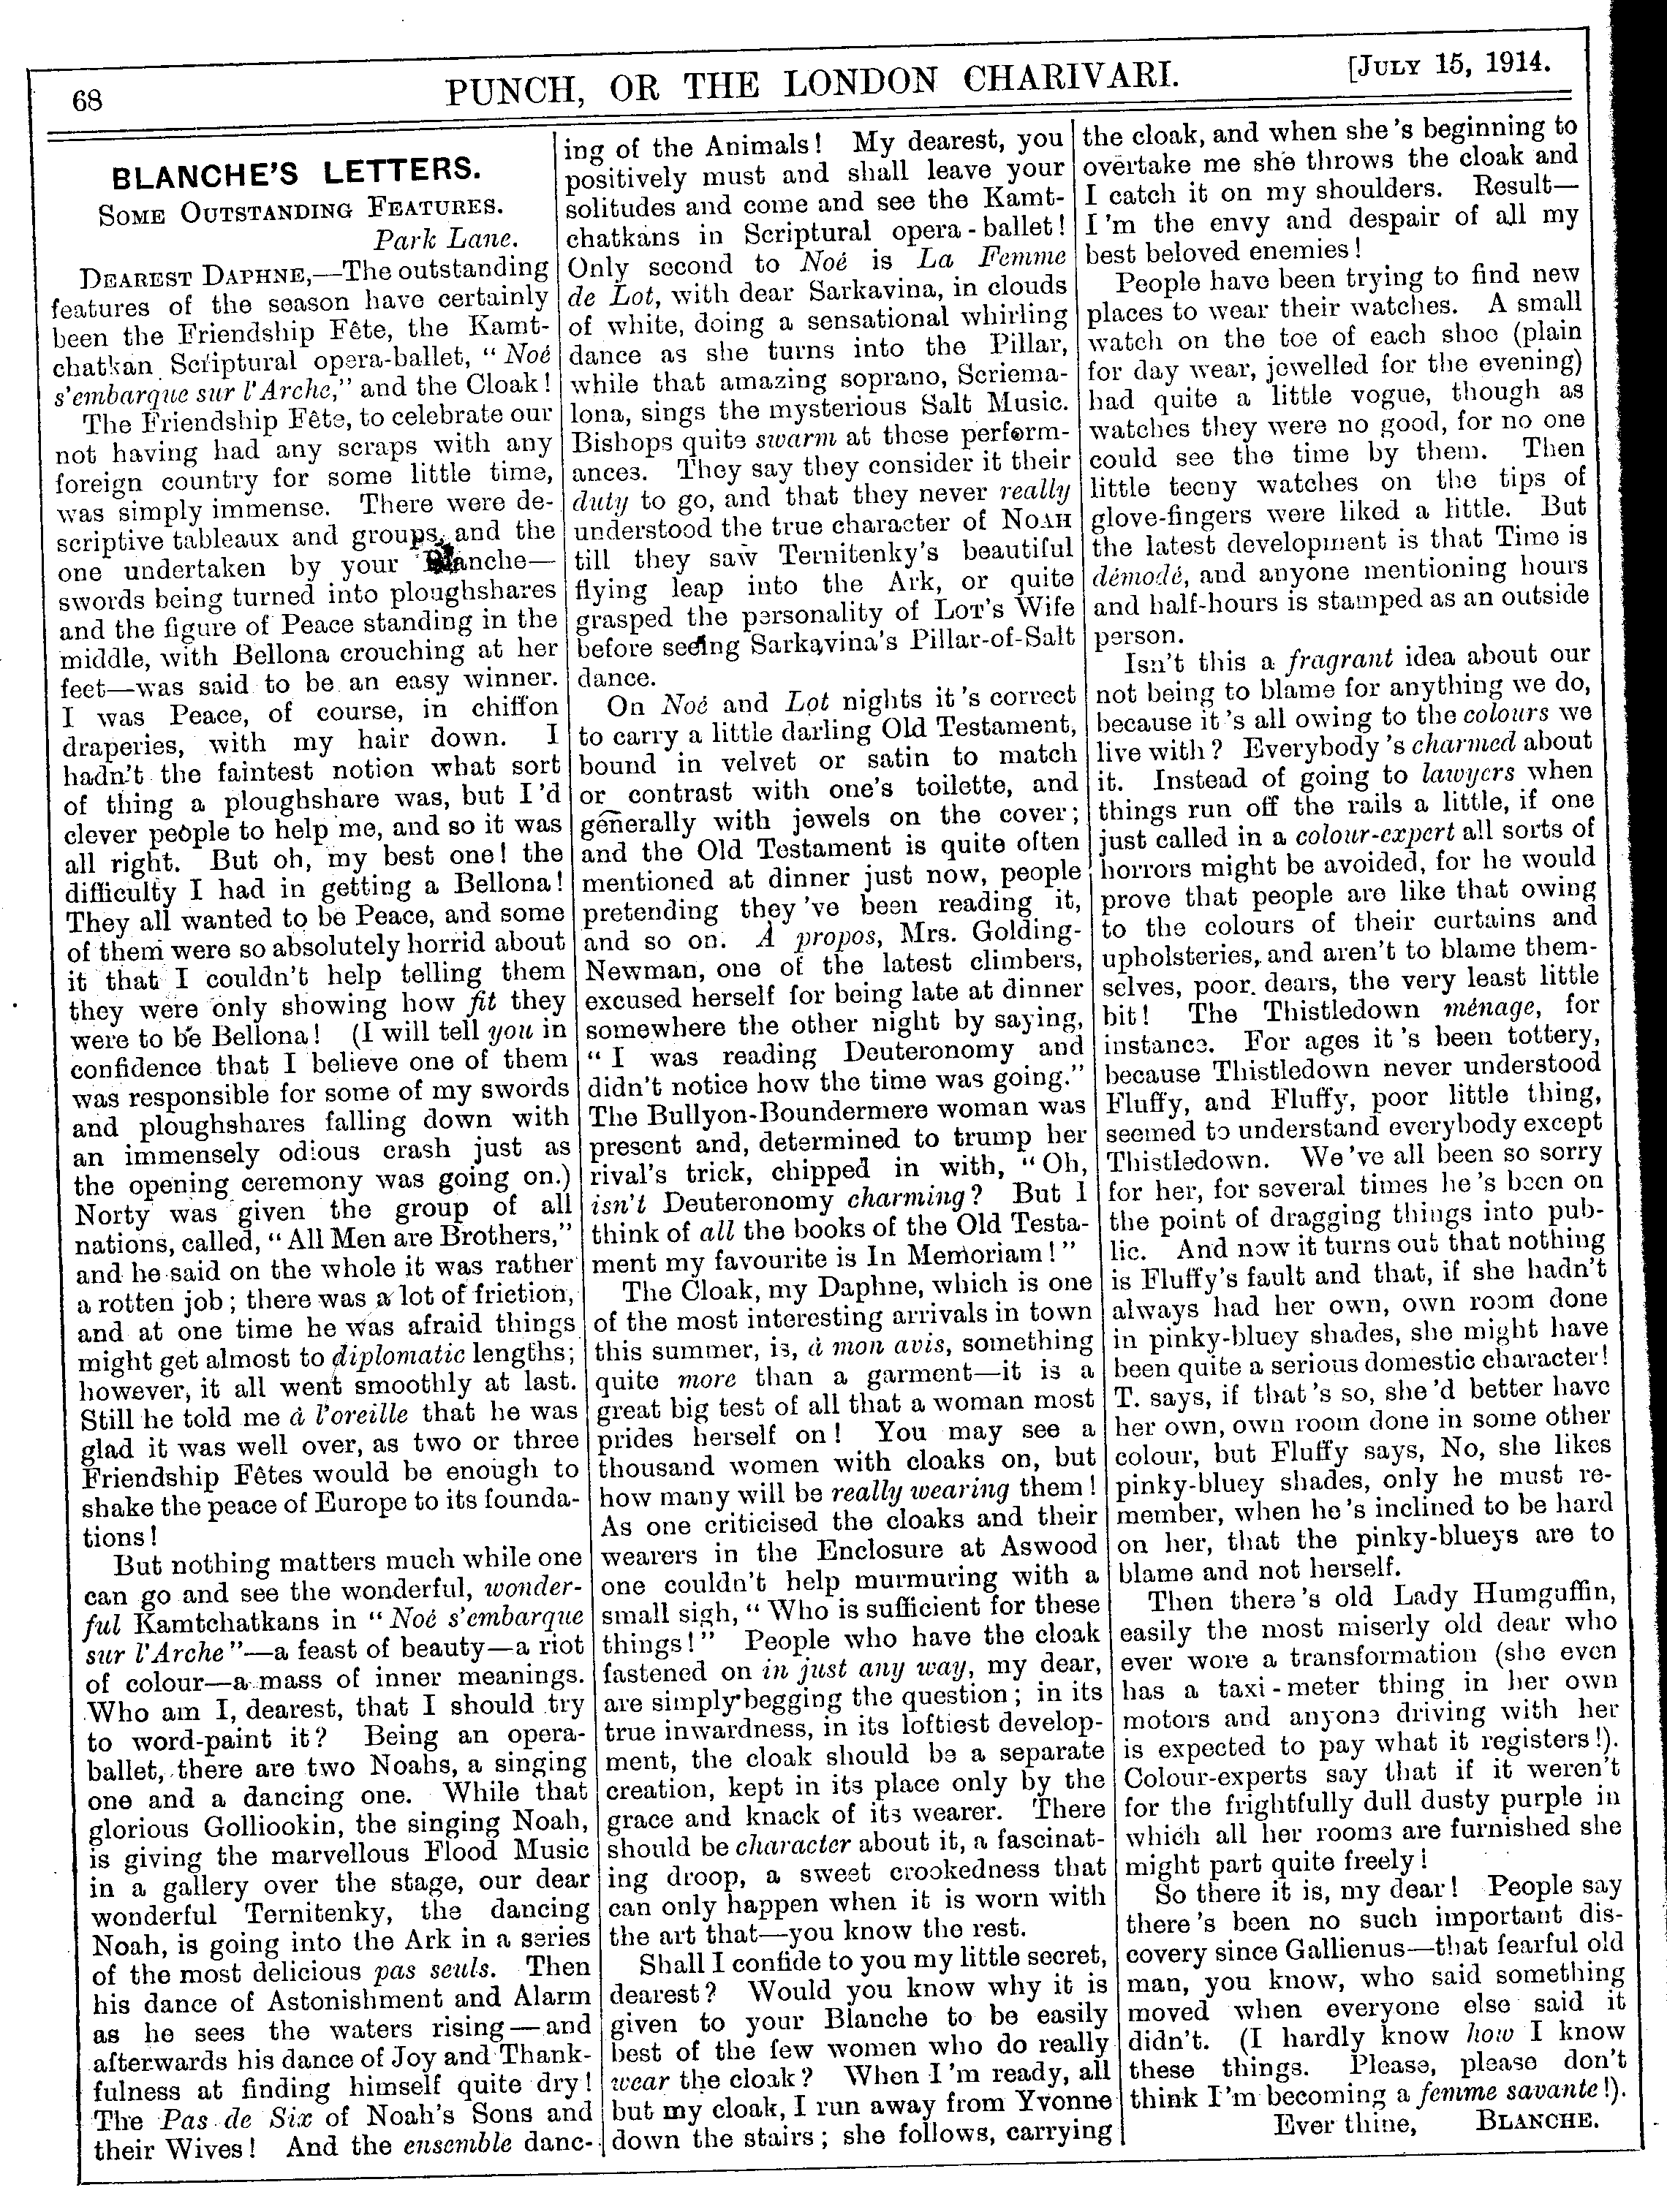 68
PUNCH, OR THE LONDON CHARIVARI.
[JULY 15, 1914.
BLANCHE'S LETTERS.
SOME OUTSTANDING FEATURES.
Park Lane.
DEAREST DAPHNE,—The outstanding
features of the season have certainly
been the Friendship Fête, the Kamt-
chatkan Scriptural opera-ballet, "Noé
s'embarque sur l'Arche," and the Cloak!
The Friendship Fête, to celebrate our
not having had any scraps with any
foreign country for some little time,
was simply immense. There were de-
scriptive tableaux and groups, and the
one undertaken by your Blanche—
swords being turned into ploughshares
and the figure of Peace standing in the
middle, with Bellona crouching at her
feet—was said to be an easy winner.
I was Peace, of course, in chiffon
draperies, with my hair down. I
hadn't the faintest notion what sort
of thing a ploughshare was, but I'd
clever people to help me, and so it was
all right. But oh, my best one! the
difficulty I had in getting a Bellona!
They all wanted to be Peace, and some
of them were so absolutely horrid about
it that I couldn't help telling them
they were only showing how fit they
were to be Bellona! (I will tell you in
confidence that I believe one of them
was responsible for some of my swords
and ploughshares falling down with
an immensely odious crash just as
the opening ceremony was going on.)
Norty was given the group of all
nations, called, "All Men are Brothers,"
and he said on the whole it was rather
a rotten job; there was a lot of friction,
and at one time he was afraid things
might get almost to diplomatic lengths;
however, it all went smoothly at last.
Still he told me à l'oreille that he was
glad it was well over, as two or three
Friendship Fêtes would be enough to
shake the peace of Europe to its founda-
tions!
But nothing matters much while one
can go and see the wonderful, wonder-
ful Kamtchatkans in "Noé s'embarque
sur l'Arche"—a feast of beauty—a riot
of colour—a mass of inner meanings.
Who am I, dearest, that I should try
to word-paint it? Being an opera-
ballet, there are two Noahs, a singing
one and a dancing one. While that
glorious Golliookin, the singing Noah,
is giving the marvellous Flood Music
in a gallery over the stage, our dear
wonderful Ternitenky, the dancing
Noah, is going into the Ark in a series
of the most delicious pas seuls. Then
his dance of Astonishment and Alarm
as he sees the waters rising—and
afterwards his dance of Joy and Thank-
fulness at finding himself quite dry!
The Pas de Six of Noah's Sons and
their Wives! And the ensemble danc-
ing of the Animals! My dearest, you
positively must and shall leave your
solitudes and come and see the Kamt-
chatkans in Scriptural opera-ballet!
Only second to Noé is La Femme
de Lot, with dear Sarkavina, in clouds
of white, doing a sensational whirling
dance as she turns into the Pillar,
while that amazing soprano, Scriema-
lona, sings the mysterious Salt Music.
Bishops quite swarm at these perform-
ances. They say they consider it their
duty to go, and that they never really
understood the true character of NOAH
till they saw Ternitenky's beautiful
flying leap into the Ark, or quite
grasped the personality of LOT'S Wife
before seeing Sarkavina's Pillar-of-Salt
dance.
On Noé and Lot nights it's correct
to carry a little darling Old Testament,
bound in velvet or satin to match
or contrast with one's toilette, and
generally with jewels on the cover;
and the Old Testament is quite often
mentioned at dinner just now, people
pretending they've been reading it,
and so on. À propos, Mrs. Golding-
Newman, one of the latest climbers,
excused herself for being late at dinner
somewhere the other night by saying,
"I was reading Deuteronomy and
didn't notice how the time was going."
The Bullyon-Boundermere woman was
present and, determined to trump her
rival's trick, chipped in with, "Oh,
isn't Deuteronomy charming? But I
think of all the books of the Old Testa-
ment my favourite is In Memoriam!"
The Cloak, my Daphne, which is one
of the most interesting arrivals in town
this summer, is, à mon avis, something
quite more than a garment—it is a
great big test of all that a woman most
prides herself on! You may see a
thousand women with cloaks on, but
how many will be really wearing them!
As one criticised the cloaks and their
wearers in the Enclosure at Aswood
one couldn't help murmuring with a
small sigh, "Who is sufficient for these
things!" People who have the cloak
fastened on in just any way, my dear,
are simply begging the question; in its
true inwardness, in its loftiest develop-
ment, the cloak should be a separate
creation, kept in its place only by the
grace and knack of its wearer. There
should be character about it, a fascinat-
ing droop, a sweet crookedness that
can only happen when it is worn with
the art that—you know the rest.
Shall I confide to you my little secret,
dearest? Would you know why it is
given to your Blanche to be easily
best of the few women who do really
wear the cloak? When I'm ready, all
but my cloak, I run away from Yvonne
down the stairs; she follows, carrying
the cloak, and when she's beginning to
overtake me she throws the cloak and
I catch it on my shoulders. Result—
I'm the envy and despair of all my
best beloved enemies!
People have been trying to find new
places to wear their watches. A small
watch on the toe of each shoe (plain
for day wear, jewelled for the evening)
had quite a little vogue, though as
watches they were no good, for no one
could see the time by them. Then
little teeny watches on the tips of
glove-fingers were liked a little. But
the latest development is that Time is
démodé, and anyone mentioning hours
and half-hours is stamped as an outside
person.
Isn't this a fragrant idea about our
not being to blame for anything we do,
because it's all owing to the colours we
live with? Everybody's charmed about
it. Instead of going to lawyers when
things run off the rails a little, if one
just called in a colour-expert all sorts of
horrors might be avoided, for he would
prove that people are like that owing
to the colours of their curtains and
upholsteries, and aren't to blame them-
selves, poor dears, the very least little
bit! The Thistledown ménage, for
instance. For ages it's been tottery,
because Thistledown never understood
Fluffy, and Fluffy, poor little thing,
seemed to understand everybody except
Thistledown. We've all been so sorry
for her, for several times he's been on
the point of dragging things into pub-
lic. And now it turns out that nothing
is Fluffy's fault and that, if she hadn't
always had her own, own room done
in pinky-bluey shades, she might have
been quite a serious domestic character!
T. says, if that's so, she'd better have
her own, own room done in some other
colour, but Fluffy says, No, she likes
pinky-bluey shades, only he must re-
member, when he's inclined to be hard
on her, that the pinky-blueys are to
blame and not herself.
Then there's old Lady Humguffin,
easily the most miserly old dear who
ever wore a transformation (she even
has a taxi-meter thing in her own
motors and anyone driving with her
is expected to pay what it registers!).
Colour-experts say that if it weren't
for the frightfully dull dusty purple in
which all her rooms are furnished she
might part quite freely!
So there it is, my dear! People say
there's been no such important dis-
covery since Gallienus—that fearful old
man, you know, who said something
moved when everyone else said it
didn't. (I hardly know how I know
these things. Please, please don't
think I'm becoming a femme savante!).
Ever thine, BLANCHE.